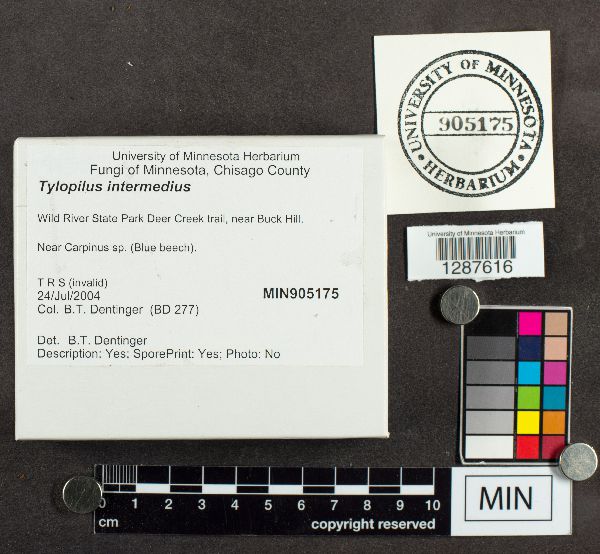 University of Minnesota Herbarium
Fungi of Minnesota, Chisago County
Tylopilus intermedius
Wild River State Park Deer Creek trail, near Buck Hill.
Near Carpinus sp. (Blue beech).
T R S (invalid)
24/Jul/2004 MIN905175
Col. B.T. Dentinger (BD 277)
Det. B.T. Dentinger
Description: Yes; SporePrint: Yes; Photo: No
UNIVERSITY OF MINNESOTA
905175
• HERBARIUM •
University of Minnesota Herbarium
1287616
0 1 2 3 4 5 6 7 8 9 10
cm copyright reserved
MIN